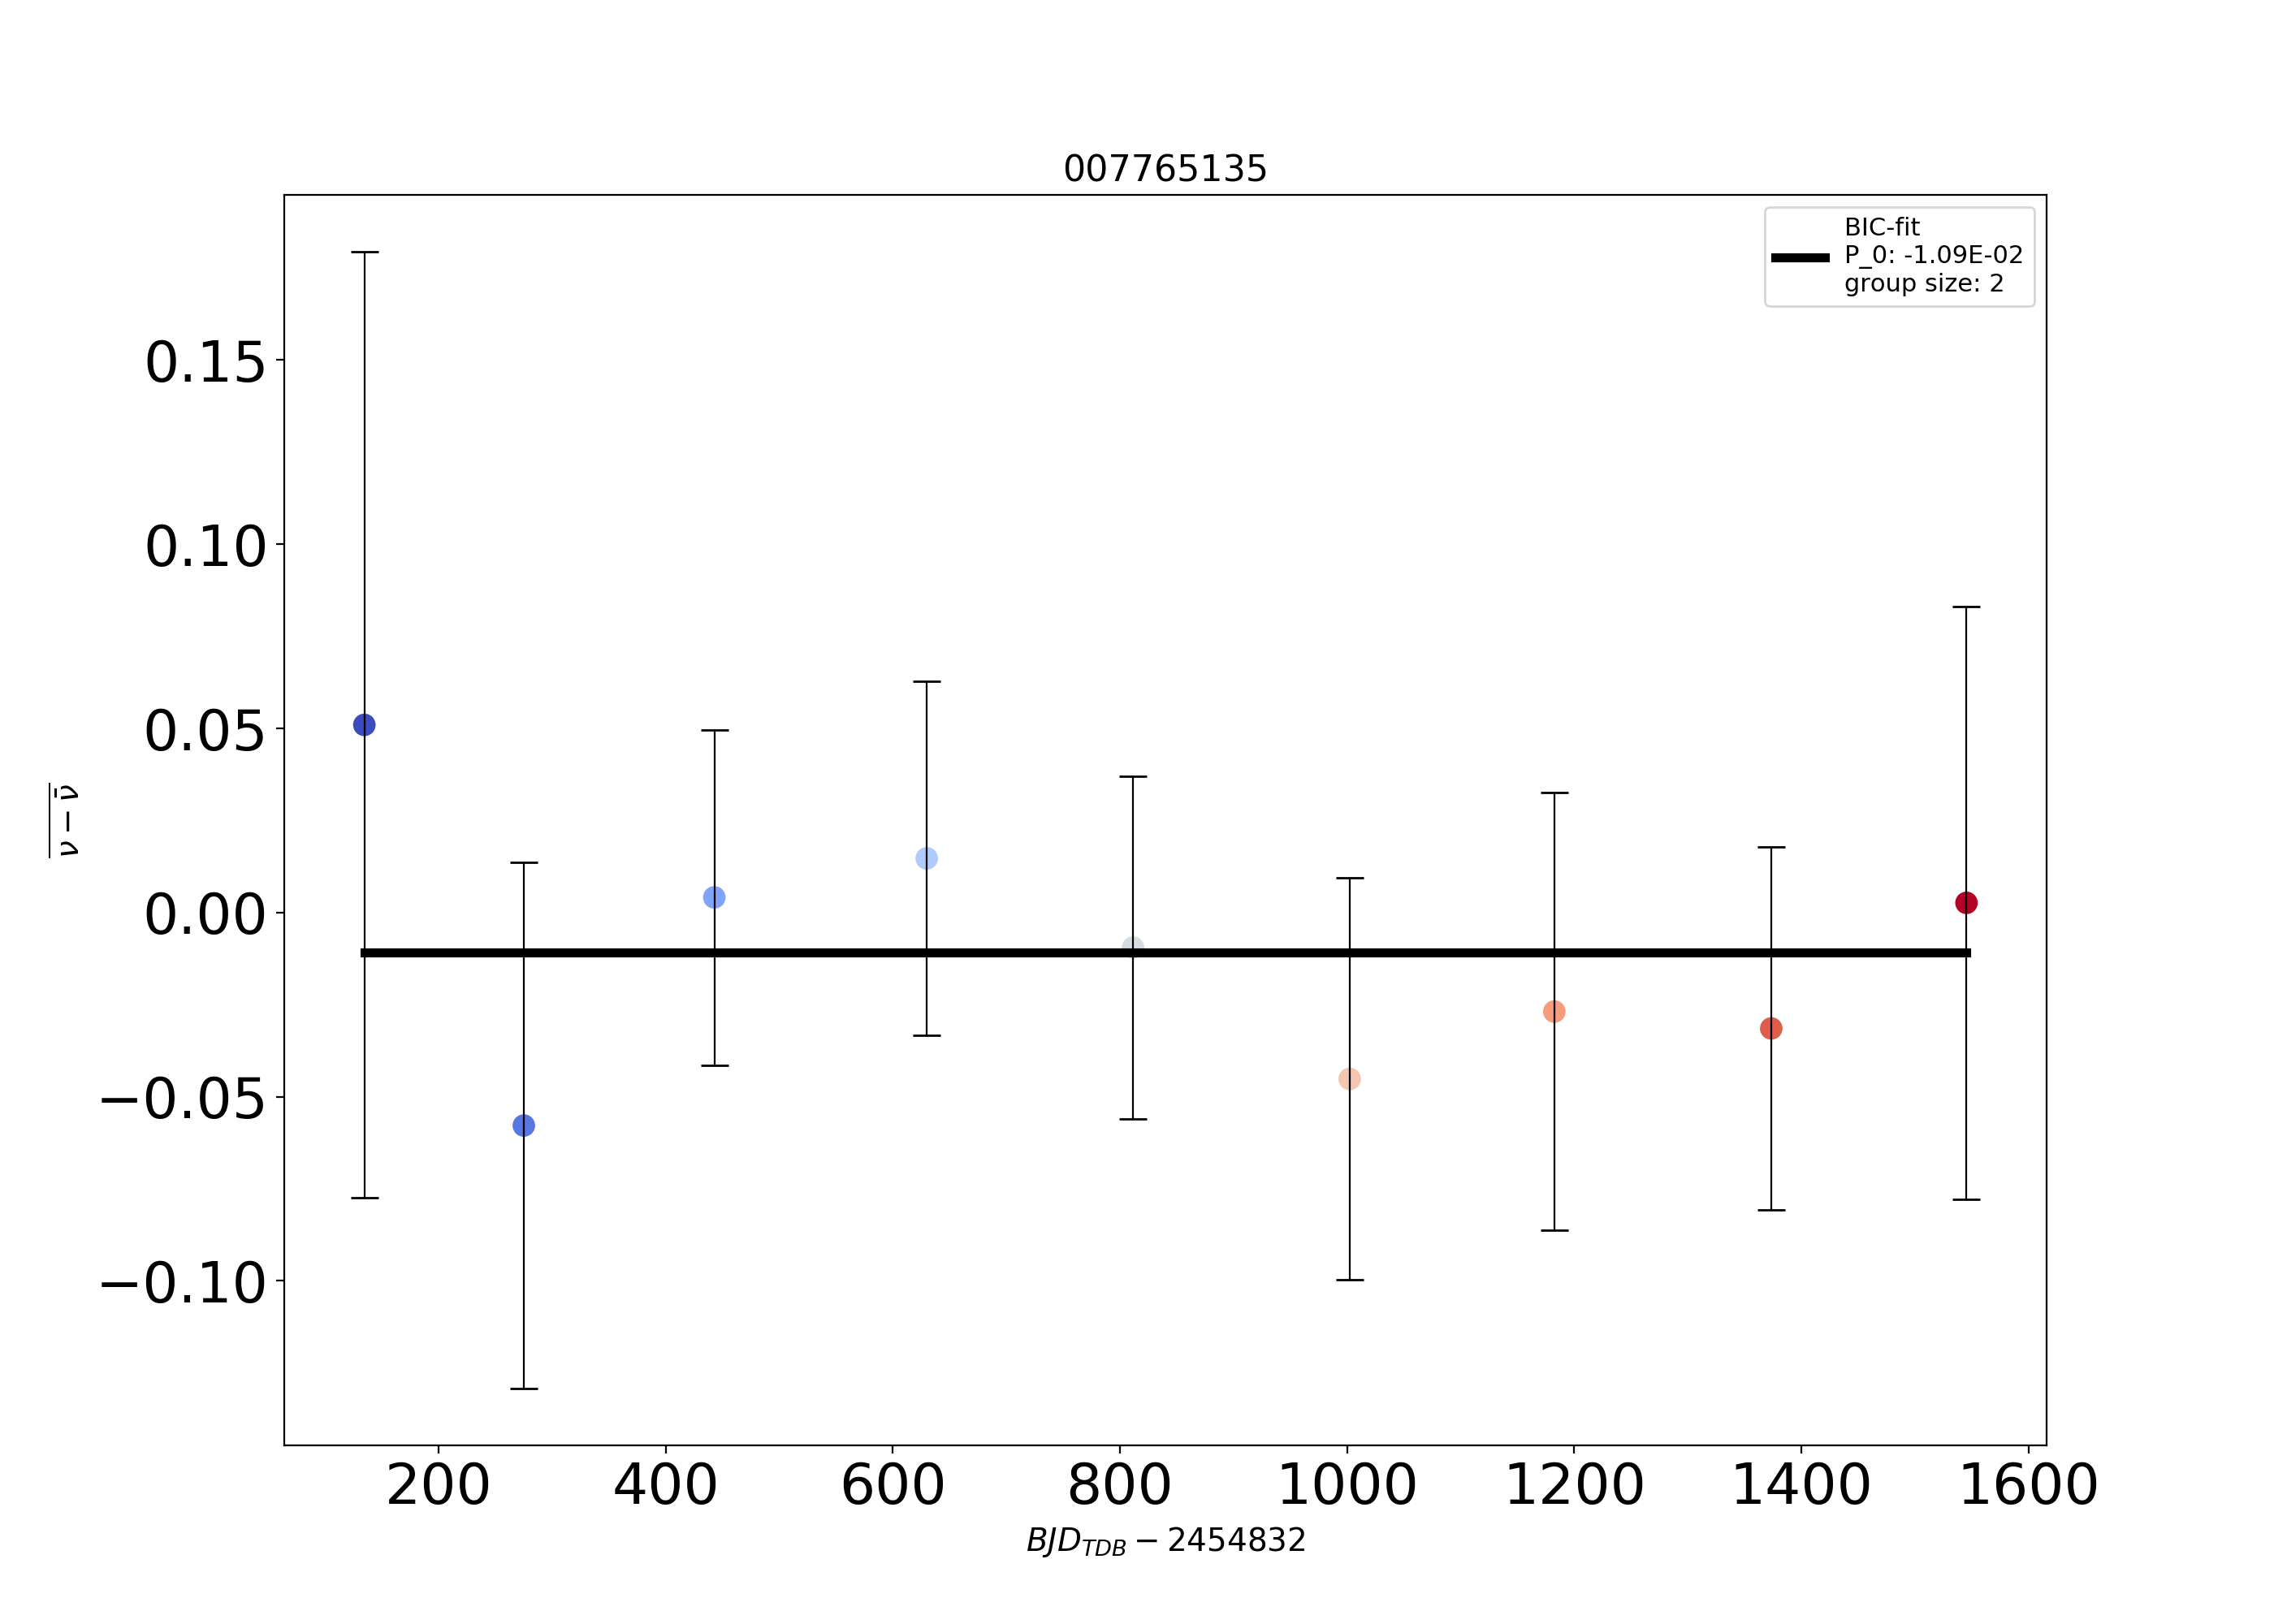 007765135
BIC-fit
P_0: -1.09E-02
group size: 2
0.15
0.10
0.05
0.00
−0.05
−0.10
ν − ν̄
200 400 600 800 1000 1200 1400 1600
BJD_TDB − 2454832